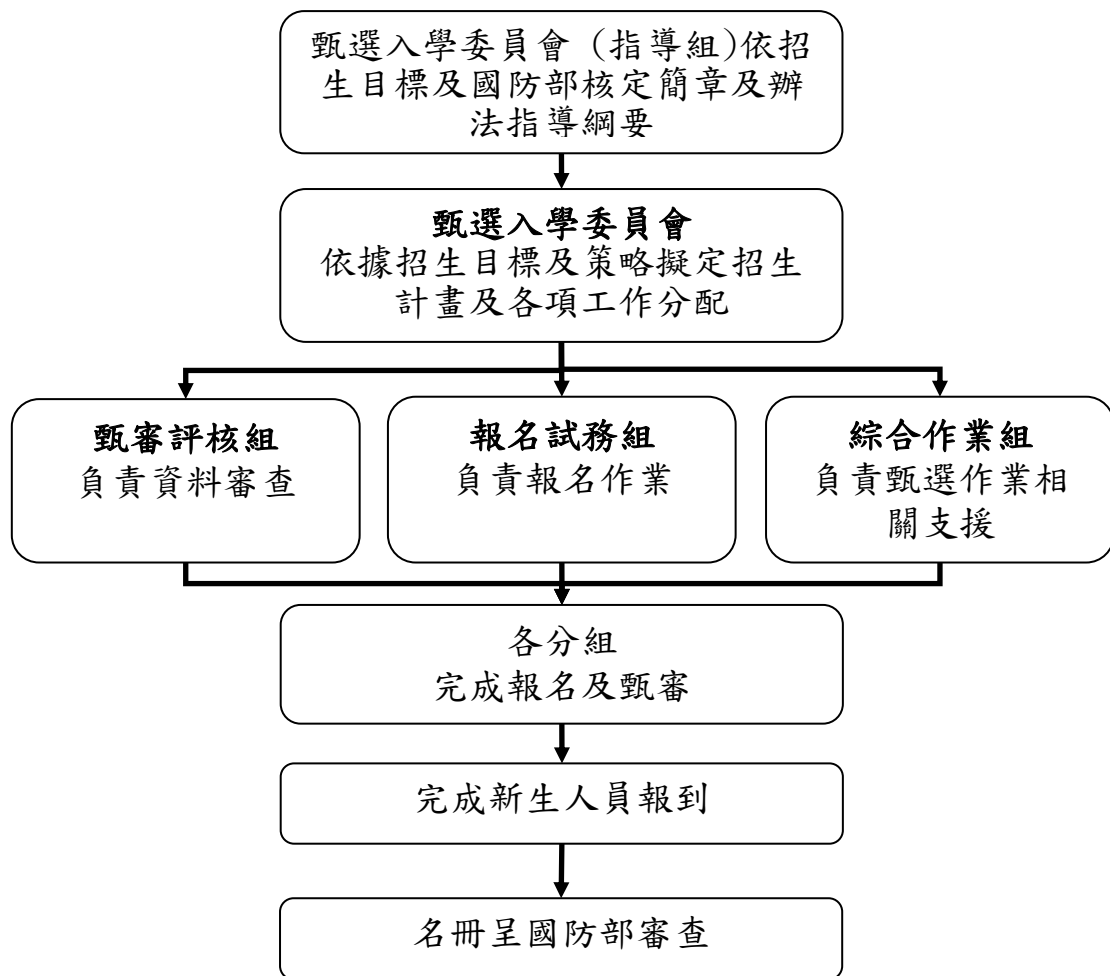 甄選入學委員會 (指導組)依招
生目標及國防部核定簡章及辦
法指導綱要
甄選入學委員會
依據招生目標及策略擬定招生
計畫及各項工作分配
甄審評核組
負責資料審查
報名試務組
負責報名作業
綜合作業組
負責甄選作業相
關支援
各分組
完成報名及甄審
完成新生人員報到
名冊呈國防部審查